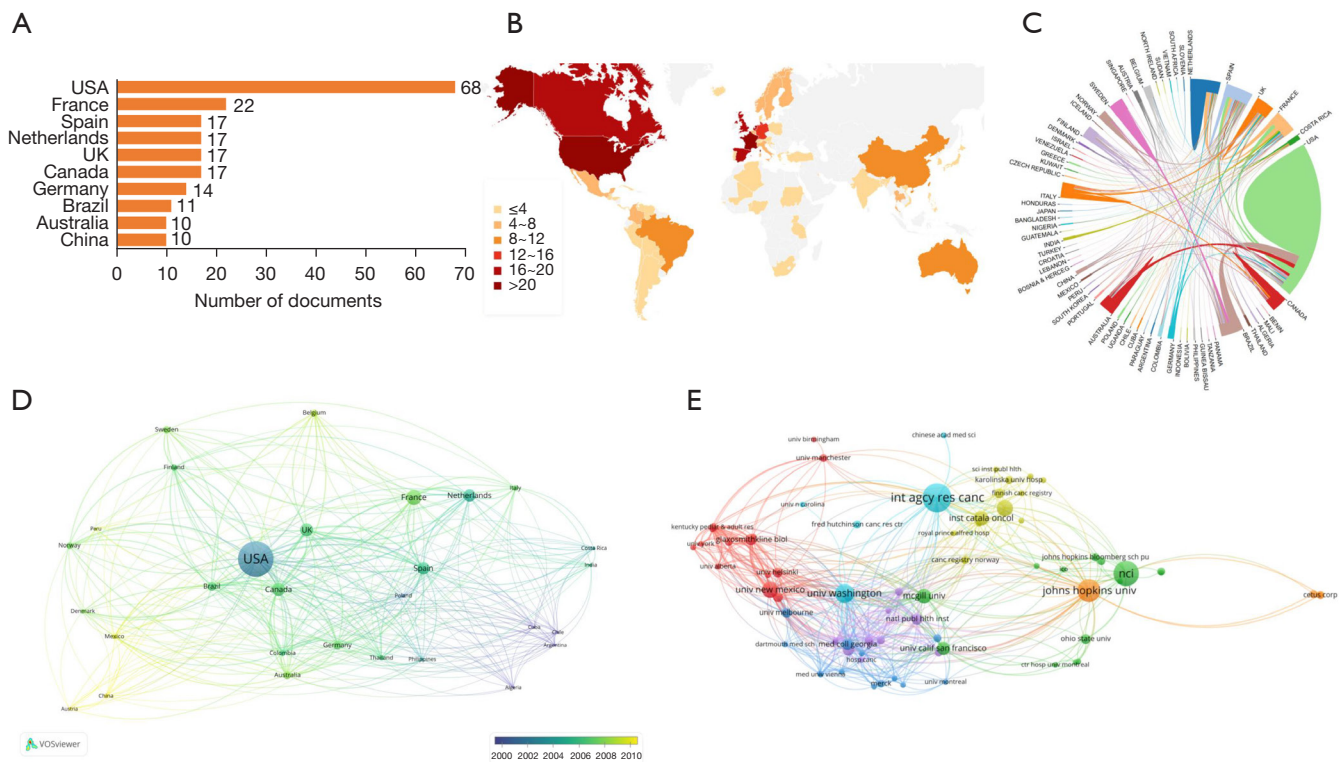 A
USA 68
France 22
Spain 17
Netherlands 17
UK 17
Canada 17
Germany 14
Brazil 11
Australia 10
China 10
0 10 20 30 40 50 60 70
Number of documents
B
≤4
4~8
8~12
12~16
16~20
>20
C
NETHERLANDS
SPAIN
UK
FRANCE
COSTA RICA
USA
CANADA
BENIN
MALI
ALGERIA
THAILAND
BRAZIL
PANAMA
TANZANIA
GUINEA BISSAU
PHILIPPINES
BOLIVIA
INDONESIA
GERMANY
COLOMBIA
ARGENTINA
PARAGUAY
CUBA
CHILE
UGANDA
POLAND
AUSTRALIA
PORTUGAL
SOUTH KOREA
PERU
MEXICO
CHINA
BOSNIA & HERCEG
LEBANON
CROATIA
TURKEY
INDIA
GUATEMALA
NIGERIA
BANGLADESH
JAPAN
HONDURAS
ITALY
CZECH REPUBLIC
KUWAIT
GREECE
VENEZUELA
ISRAEL
DENMARK
FINLAND
ICELAND
NORWAY
SWEDEN
SINGAPORE
AUSTRIA
BELGIUM
NORTH IRELAND
SUDAN
VIETNAM
SOUTH AFRICA
SLOVENIA
D
Belgium
Sweden
Finland
France
Netherlands
Italy
Peru
Norway
UK
USA
Costa Rica
India
Spain
Brazil
Canada
Poland
Denmark
Mexico
Cuba
Chile
Argentina
Colombia
Germany
Thailand
Philippines
Australia
Algeria
China
Austria
VOSviewer
2000 2002 2004 2006 2008 2010
E
chinese acad med sci
univ birmingham
univ manchester
sci inst publ hlth
karolinska univ hosp
finnish canc registry
int agcy res canc
univ n carolina
inst catala oncol
fred hutchinson canc res ctr
royal prince alfred hosp
kentucky pediat & adult res
glaxosmithkline biol
univ york
univ alberta
univ helsinki
canc registry norway
johns hopkins bloomberg sch pu
nci
univ new mexico
univ washington
mcgill univ
johns hopkins univ
cetus corp
univ melbourne
natl publ hlth inst
dartmouth med sch
med coll georgia
univ calif san francisco
ohio state univ
hosp canc
ctr hosp univ montreal
med univ vienna
merck
univ montreal